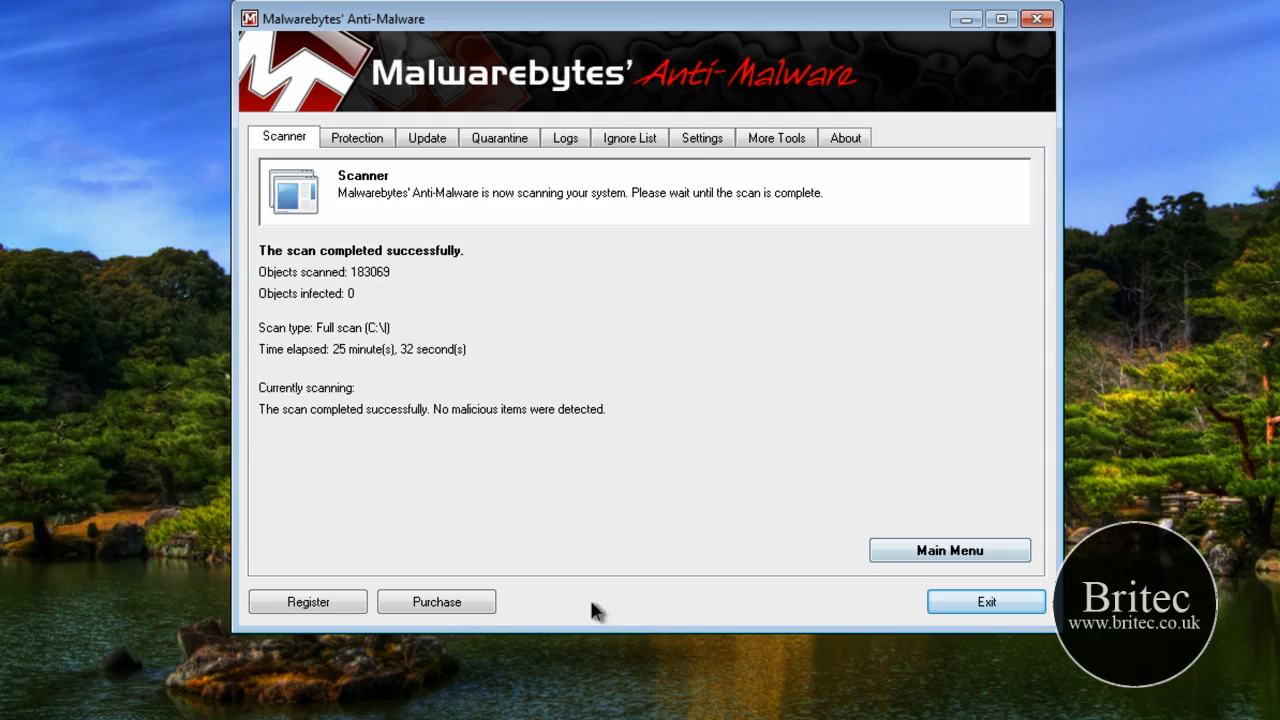 Malwarebytes' Anti-Malware
Malwarebytes' Anti-Malware
Scanner Protection Update Quarantine Logs Ignore List Settings More Tools About
Scanner
Malwarebytes' Anti-Malware is now scanning your system. Please wait until the scan is complete.
The scan completed successfully.
Objects scanned: 183069
Objects infected: 0
Scan type: Full scan (C:\|)
Time elapsed: 25 minute(s), 32 second(s)
Currently scanning:
The scan completed successfully. No malicious items were detected.
Main Menu
Register Purchase Exit
Britec
www.britec.co.uk